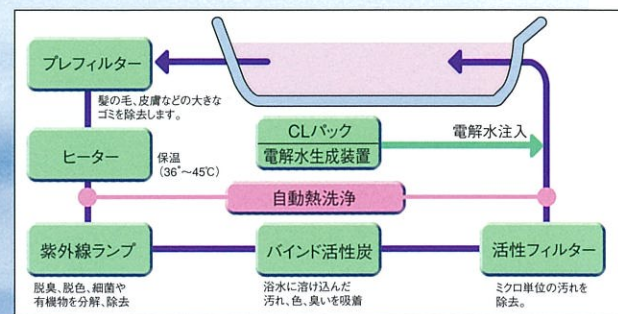 プレフィルター
髪の毛、皮膚などの大きな
ゴミを除去します。
CLパック
電解水生成装置
電解水注入
ヒーター
保温
(36°～45℃)
自動熱洗浄
紫外線ランプ
脱臭、脱色、細菌や
有機物を分解、除去
バインド活性炭
浴水に溶け込んだ
汚れ、色、臭いを吸着
活性フィルター
ミクロ単位の汚れを
除去。